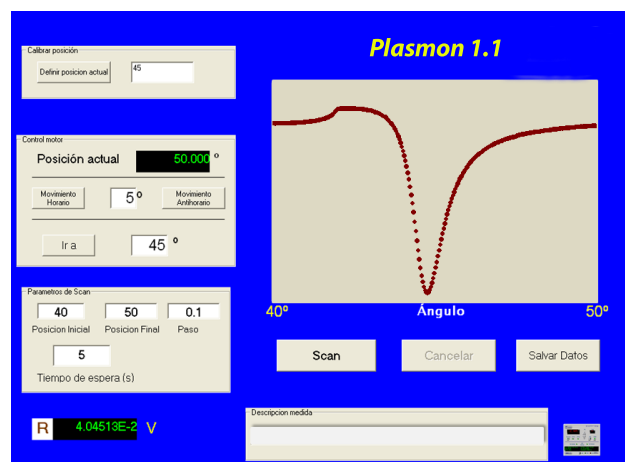 Plasmon 1.1
Calibrar posición
Definir posicion actual
45
Control motor
Posición actual
50.000 º
Movimiento
Horario
5 º
Movimiento
Antihorario
Ir a
45 º
Parametros de Scan
40
50
0.1
Posicion Inicial
Posicion Final
Paso
5
Tiempo de espera (s)
40º
Ángulo
50º
Scan
Cancelar
Salvar Datos
R
4.04513E-2
V
Descripcion medida